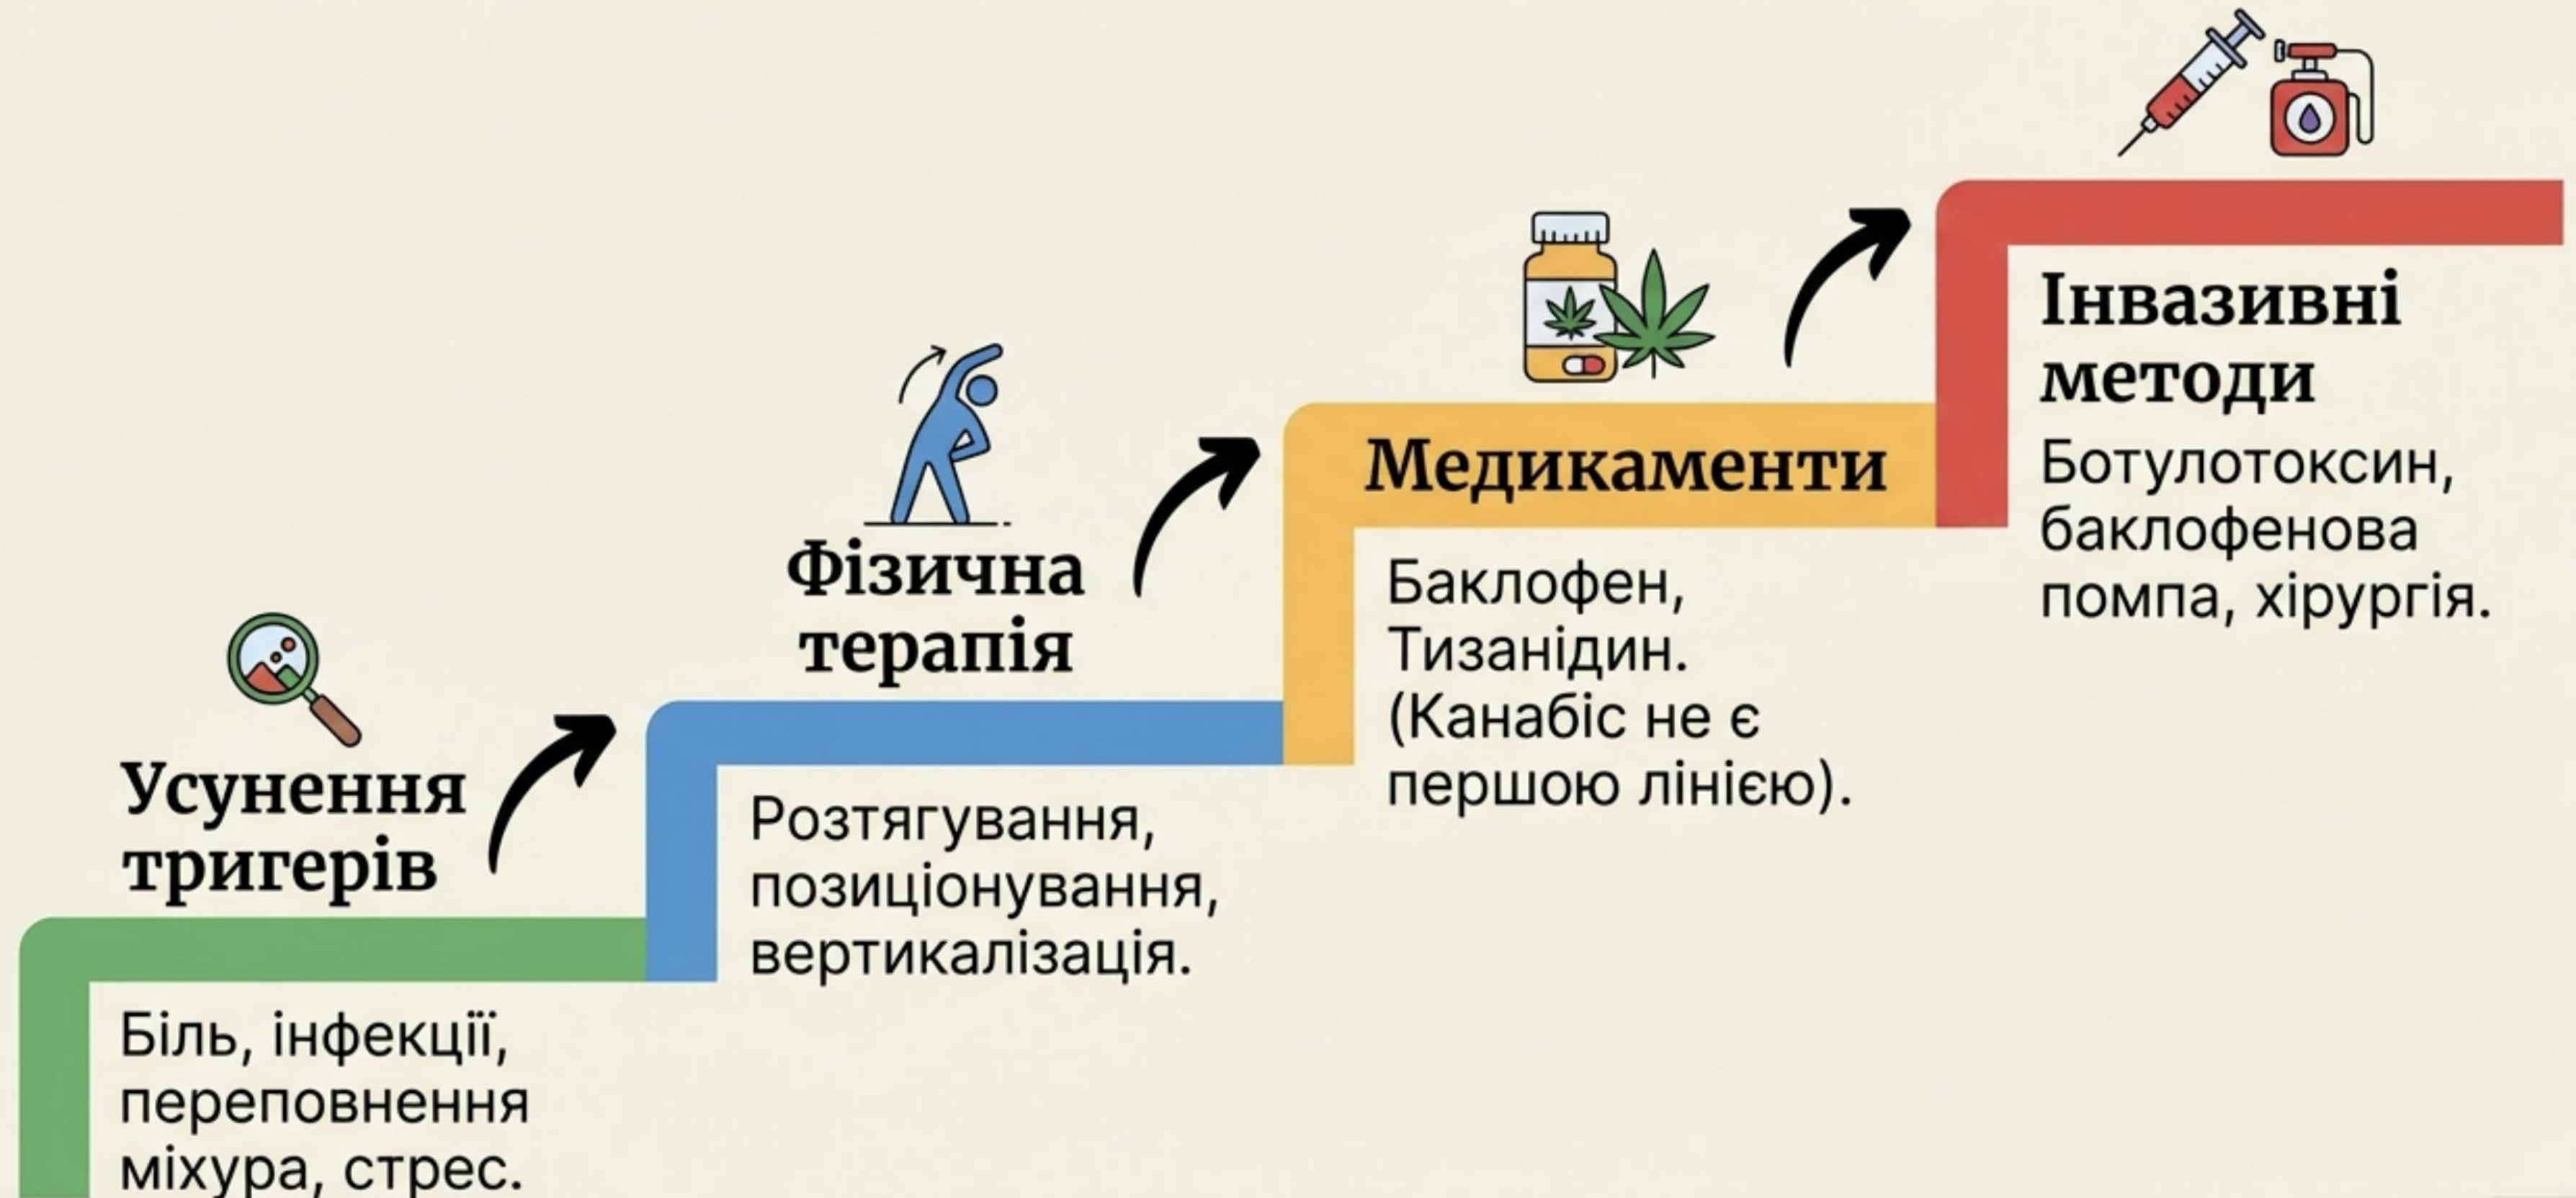 Усунення
тригерів
Біль, інфекції,
переповнення
міхура, стрес.
Фізична
терапія
Розтягування,
позиціонування,
вертикалізація.
Медикаменти
Баклофен,
Тизанідин.
(Канабіс не є
першою лінією).
Інвазивні
методи
Ботулотоксин,
баклофенова
помпа, хірургія.